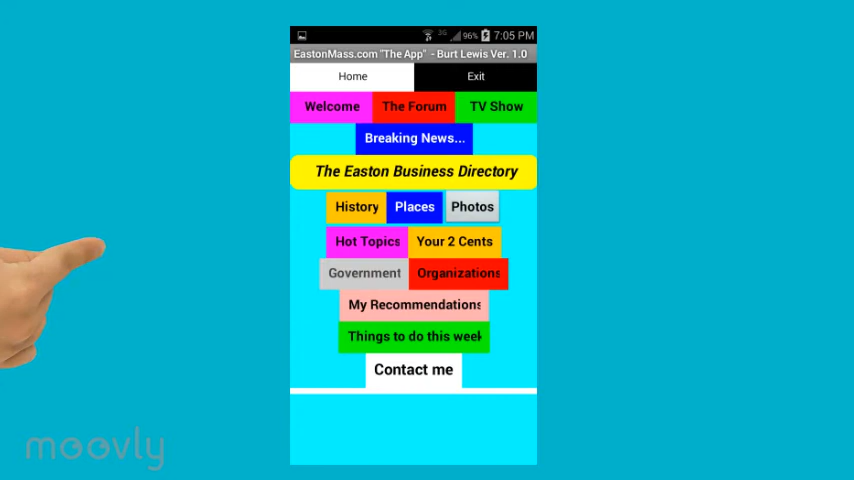 3G 96% 7:05 PM
EastonMass.com "The App" - Burt Lewis Ver. 1.0
Home Exit
Welcome The Forum TV Show
Breaking News...
The Easton Business Directory
History Places Photos
Hot Topics Your 2 Cents
Government Organizations
My Recommendations
Things to do this week
Contact me
moovly